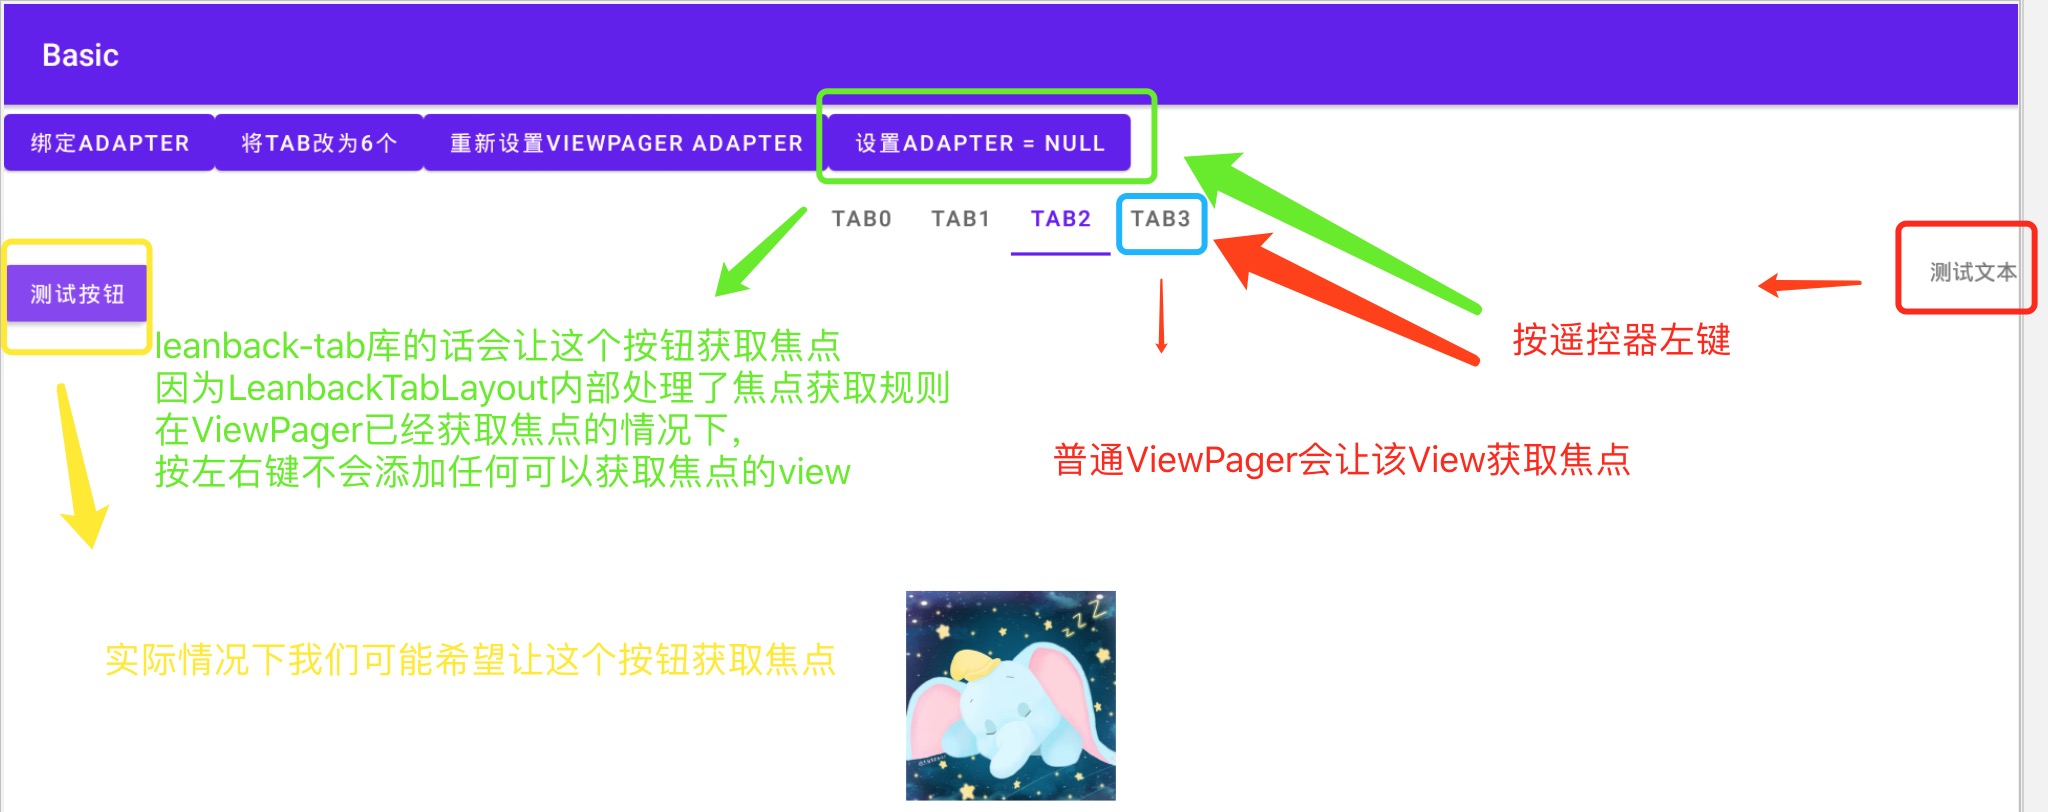 Basic
绑定ADAPTER
将TAB改为6个
重新设置VIEWPAGER ADAPTER
设置ADAPTER = NULL
TAB0
TAB1
TAB2
TAB3
测试按钮
测试文本
按遥控器左键
leanback-tab库的话会让这个按钮获取焦点
因为LeanbackTabLayout内部处理了焦点获取规则
在ViewPager已经获取焦点的情况下，
按左右键不会添加任何可以获取焦点的view
普通ViewPager会让该View获取焦点
实际情况下我们可能希望让这个按钮获取焦点
z z Z